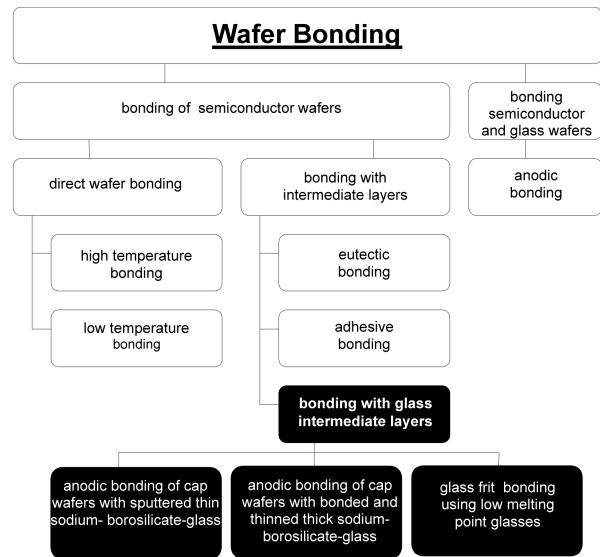 Wafer Bonding
bonding of semiconductor wafers
bonding
semiconductor
and glass wafers
direct wafer bonding
bonding with
intermediate layers
anodic
bonding
high temperature
bonding
eutectic
bonding
low temperature
bonding
adhesive
bonding
bonding with glass
intermediate layers
anodic bonding of cap
wafers with sputtered thin
sodium- borosilicate-glass
anodic bonding of cap
wafers with bonded and
thinned thick sodium-
borosilicate-glass
glass frit bonding
using low melting
point glasses